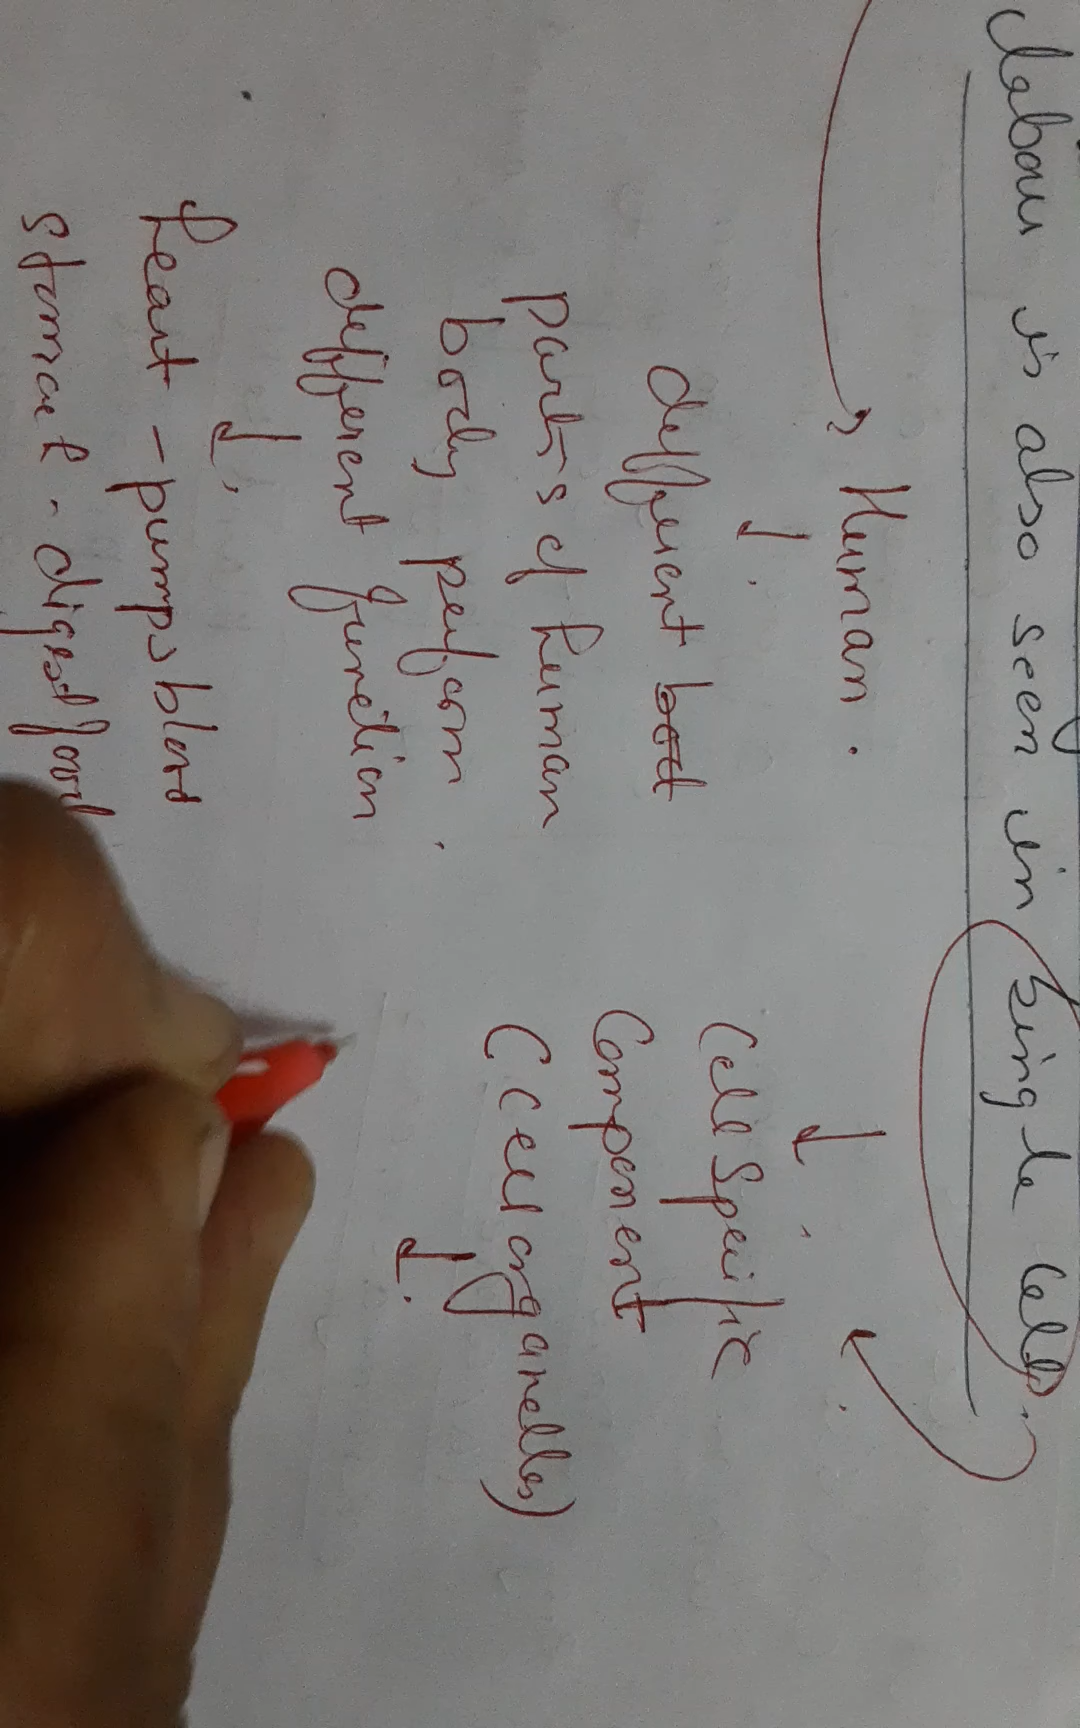 labour is also seen in single cell.
Human.
↓
different bod
parts of human
body perform
different function
↓
heart - pumps blood
stomach - digest food
↓
Cell Specific
Component
(Cell organelles)
↓